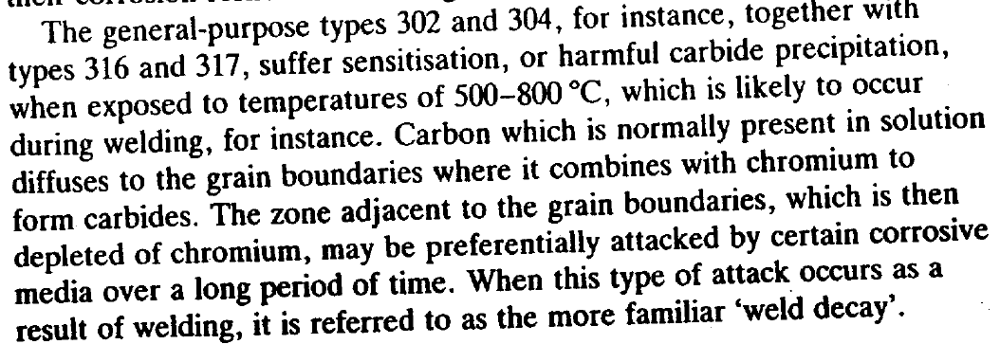 The general-purpose types 302 and 304, for instance, together with
types 316 and 317, suffer sensitisation, or harmful carbide precipitation,
when exposed to temperatures of 500–800 °C, which is likely to occur
during welding, for instance. Carbon which is normally present in solution
diffuses to the grain boundaries where it combines with chromium to
form carbides. The zone adjacent to the grain boundaries, which is then
depleted of chromium, may be preferentially attacked by certain corrosive
media over a long period of time. When this type of attack occurs as a
result of welding, it is referred to as the more familiar ‘weld decay’.